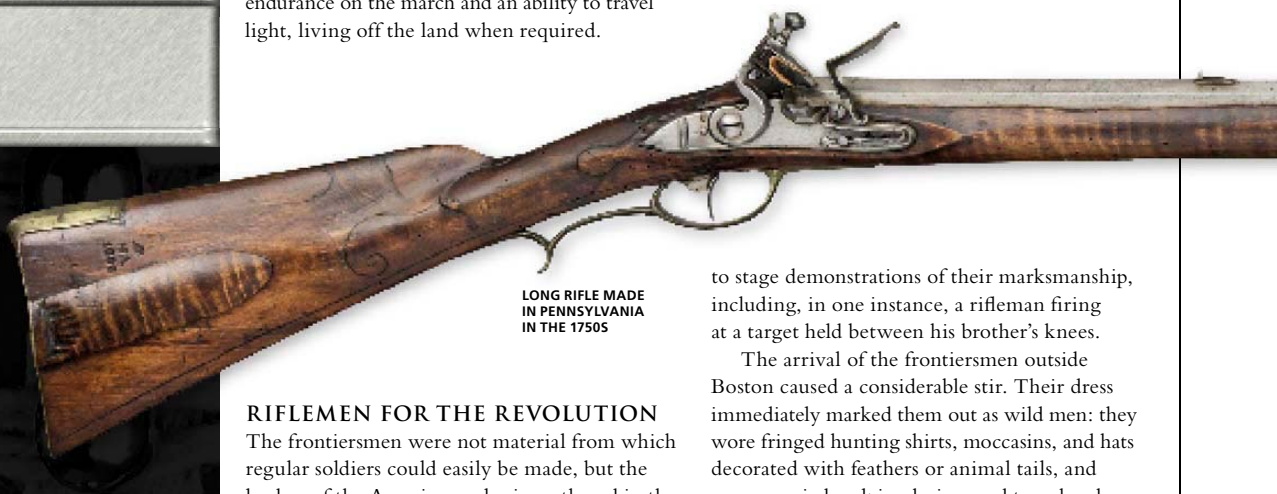 endurance on the march and an ability to travel
light, living off the land when required.
LONG RIFLE MADE
IN PENNSYLVANIA
IN THE 1750S
RIFLEMEN FOR THE REVOLUTION
The frontiersmen were not material from which
regular soldiers could easily be made, but the
to stage demonstrations of their marksmanship,
including, in one instance, a rifleman firing
at a target held between his brother's knees.
The arrival of the frontiersmen outside
Boston caused a considerable stir. Their dress
immediately marked them out as wild men: they
wore fringed hunting shirts, moccasins, and hats
decorated with feathers or animal tails, and